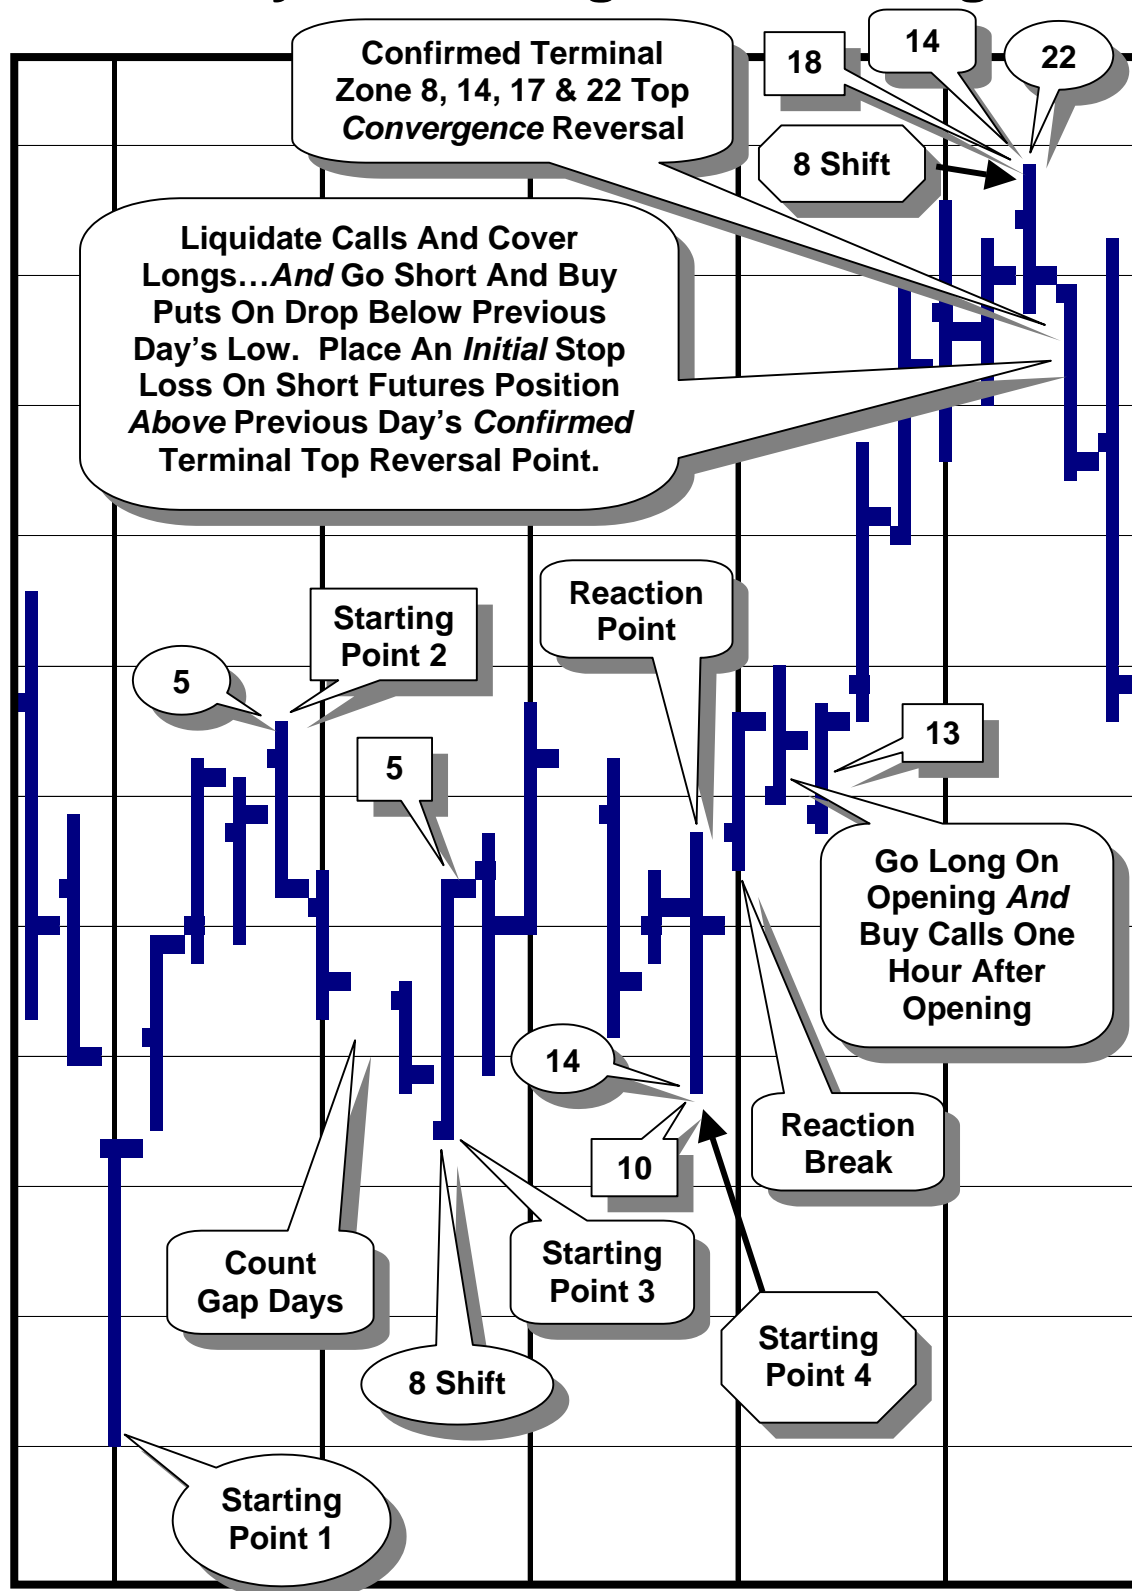 Confirmed Terminal
Zone 8, 14, 17 & 22 Top
Convergence Reversal
18
14
22
8 Shift
Liquidate Calls And Cover
Longs…And Go Short And Buy
Puts On Drop Below Previous
Day's Low. Place An Initial Stop
Loss On Short Futures Position
Above Previous Day's Confirmed
Terminal Top Reversal Point.
Reaction
Point
Starting
Point 2
5
5
13
Go Long On
Opening And
Buy Calls One
Hour After
Opening
14
10
Reaction
Break
Count
Gap Days
Starting
Point 3
8 Shift
Starting
Point 4
Starting
Point 1